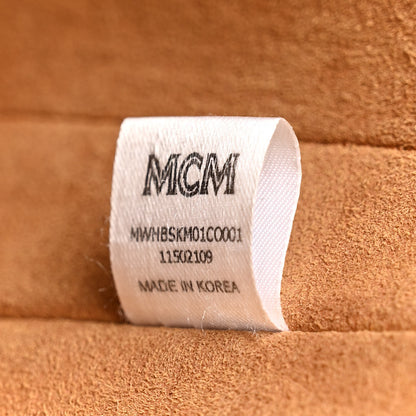 MCM
MWHBSKM01CO001
11502109
MADE IN KOREA